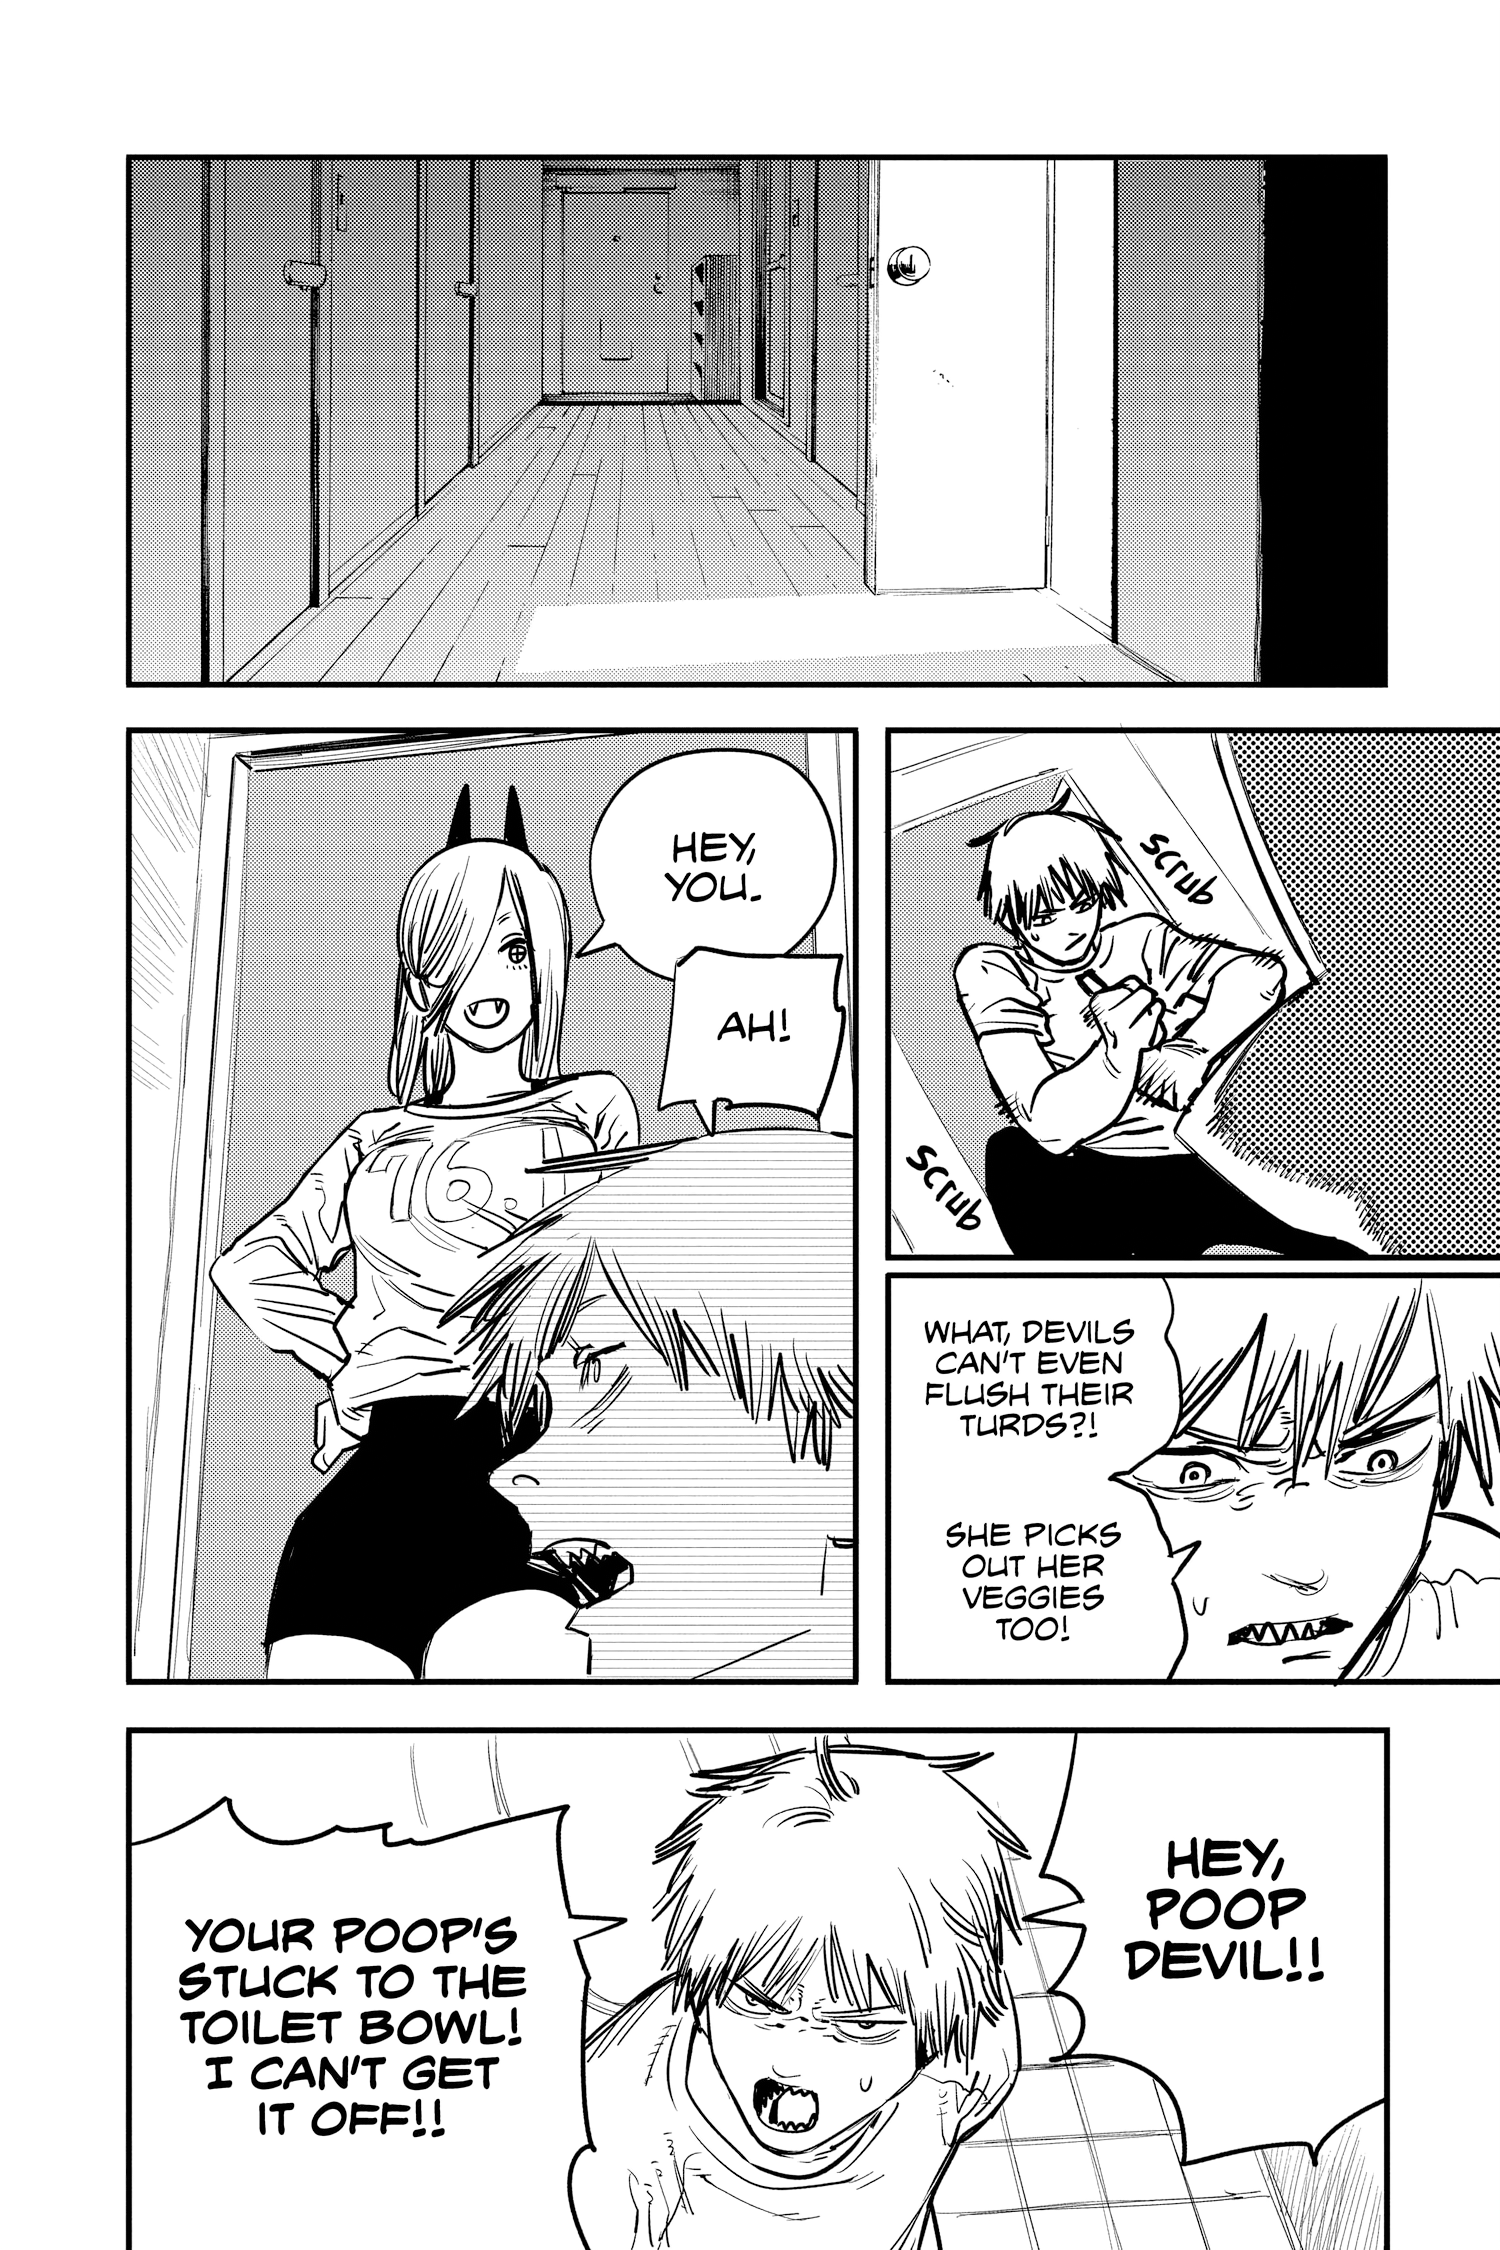 scrub
scrub
WHAT, DEVILS
CAN'T EVEN
FLUSH THEIR
TURDS?!
SHE PICKS
OUT HER
VEGGIES
TOO!
HEY,
YOU.
AH!
76
HEY,
POOP
DEVIL!!
YOUR POOP'S
STUCK TO THE
TOILET BOWL!
I CAN'T GET
IT OFF!!